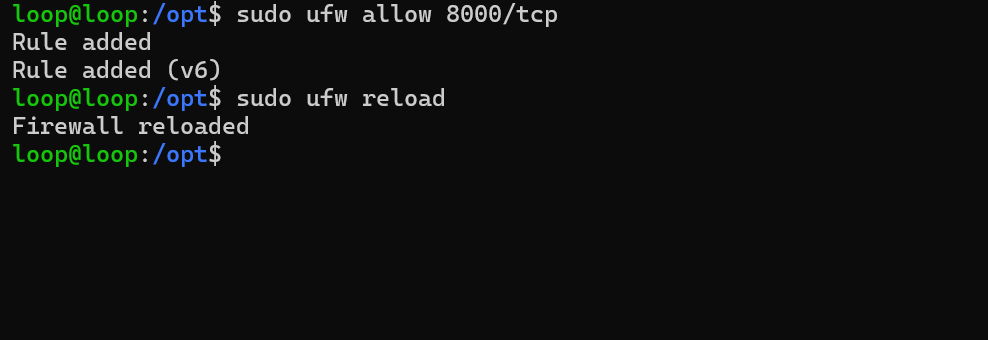 loop@loop:/opt$ sudo ufw allow 8000/tcp
Rule added
Rule added (v6)
loop@loop:/opt$ sudo ufw reload
Firewall reloaded
loop@loop:/opt$